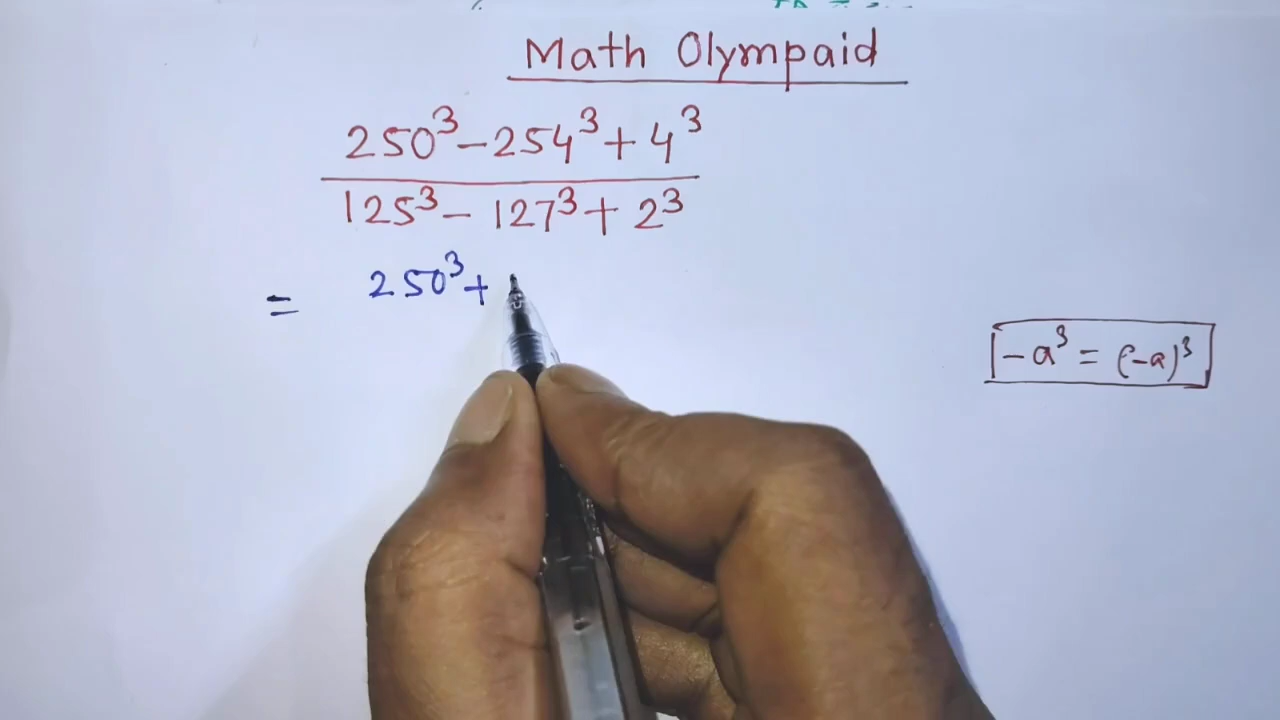 Math Olympaid
250³-254³+4³
125³-127³+2³
= 250³+
-a³=(-a)³